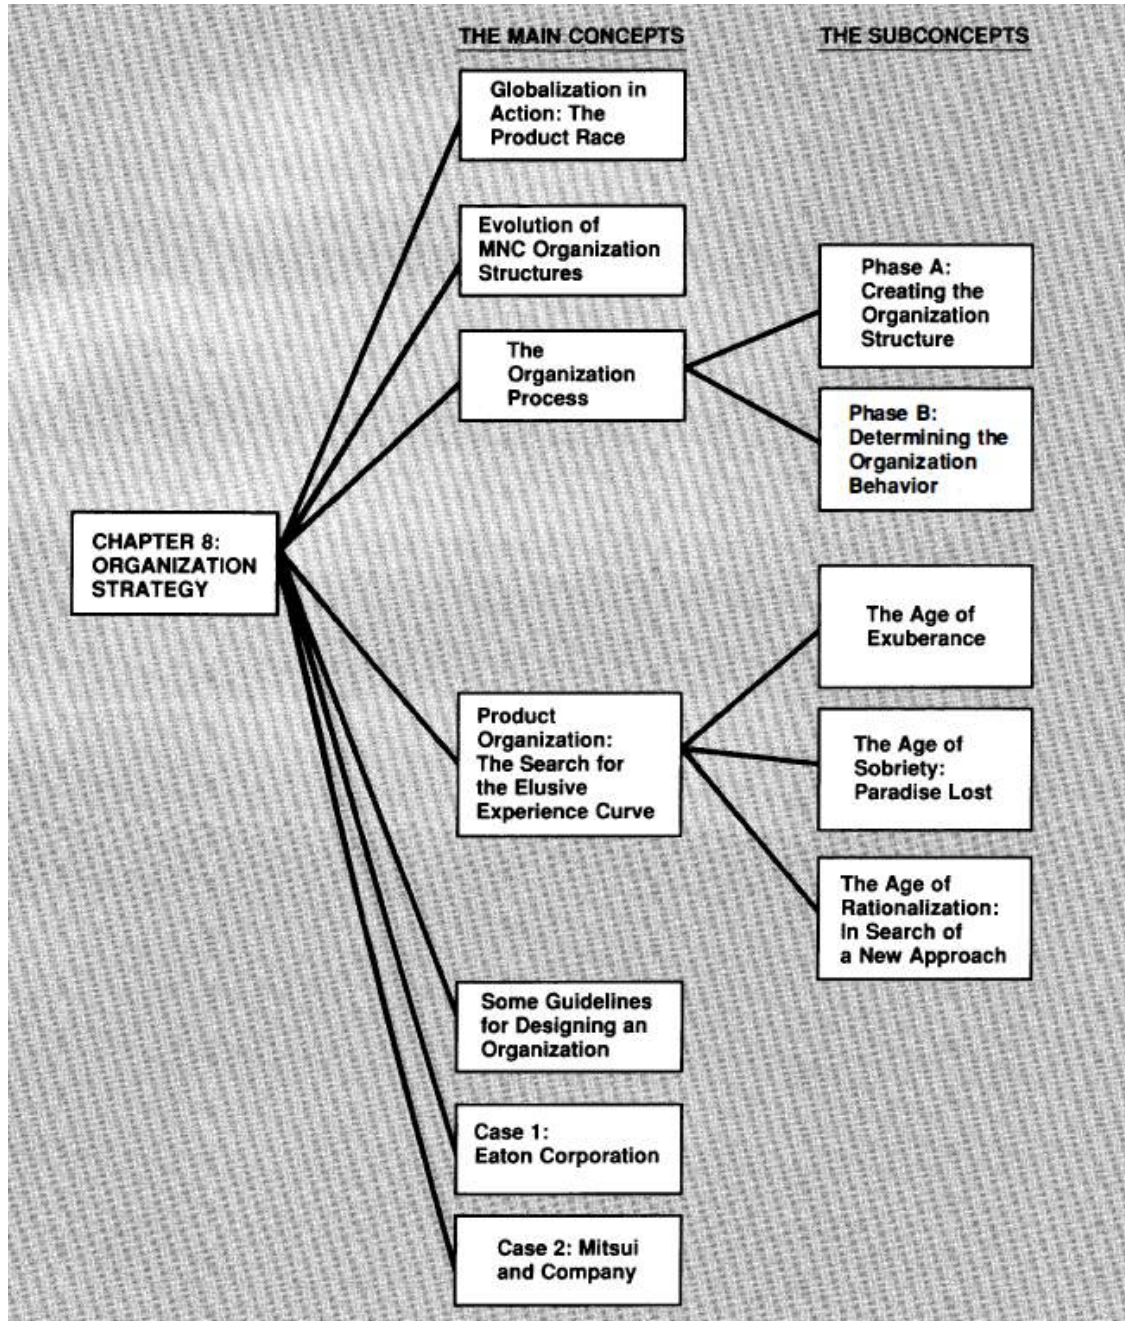 THE MAIN CONCEPTS
THE SUBCONCEPTS
Globalization in
Action: The
Product Race
Evolution of
MNC Organization
Structures
The
Organization
Process
Phase A:
Creating the
Organization
Structure
Phase B:
Determining the
Organization
Behavior
CHAPTER 8:
ORGANIZATION
STRATEGY
Product
Organization:
The Search for
the Elusive
Experience Curve
The Age of
Exuberance
The Age of
Sobriety:
Paradise Lost
The Age of
Rationalization:
In Search of
a New Approach
Some Guidelines
for Designing an
Organization
Case 1:
Eaton Corporation
Case 2: Mitsui
and Company